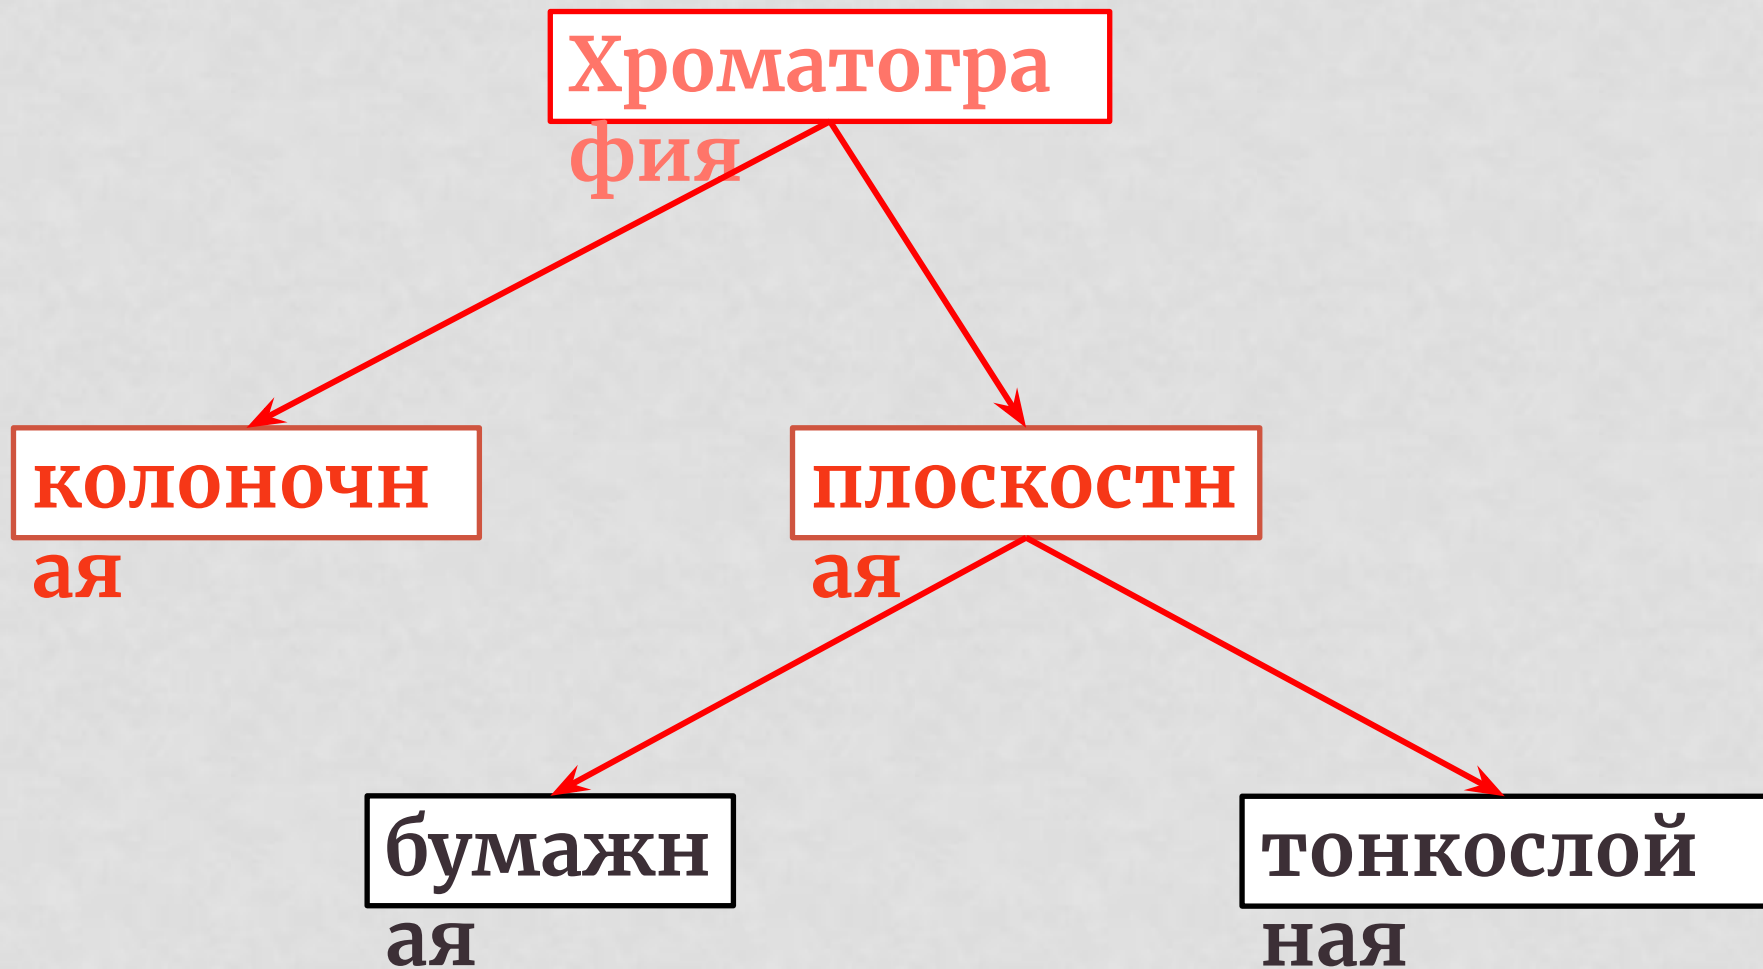 Хроматогра
фия
колоночн
ая
плоскостн
ая
бумажн
ая
тонкослой
ная